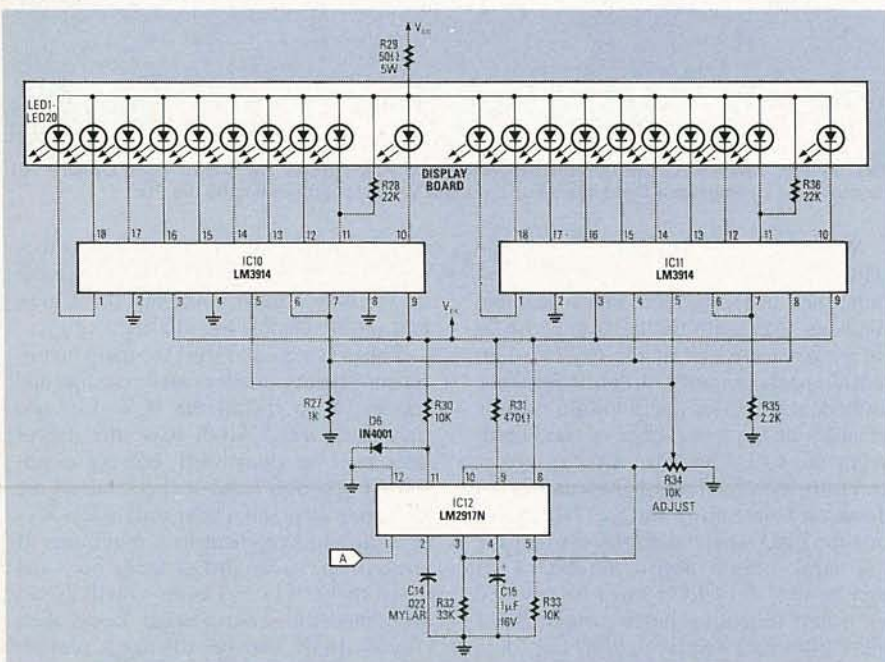 VCC
R29
50Ω
5W
LED1-
LED20
DISPLAY
BOARD
R28
22K
R36
22K
18 17 16 15 14 13 12 11 10
18 17 16 15 14 13 12 11 10
IC10
LM3914
IC11
LM3914
1 2 3 4 5 6 7 8 9
1 2 3 4 5 6 7 8 9
VCC
R27
1K
R30
10K
R31
470Ω
R35
2.2K
D6
IN4001
R34
10K
ADJUST
12 11 10 9 8
IC12
LM2917N
1 2 3 4 5
A
C14
.022
MYLAR
R32
33K
+
C15
1μF
16V
R33
10K